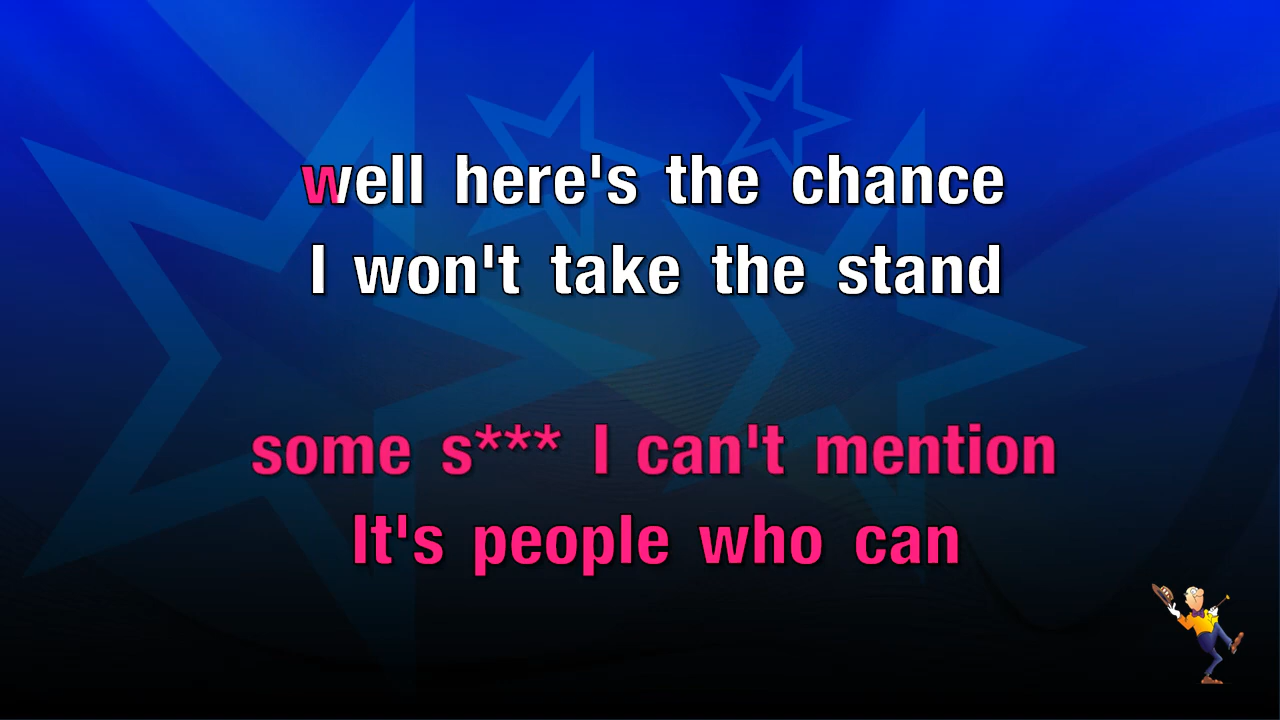 well here's the chance
I won't take the stand
some s*** I can't mention
It's people who can